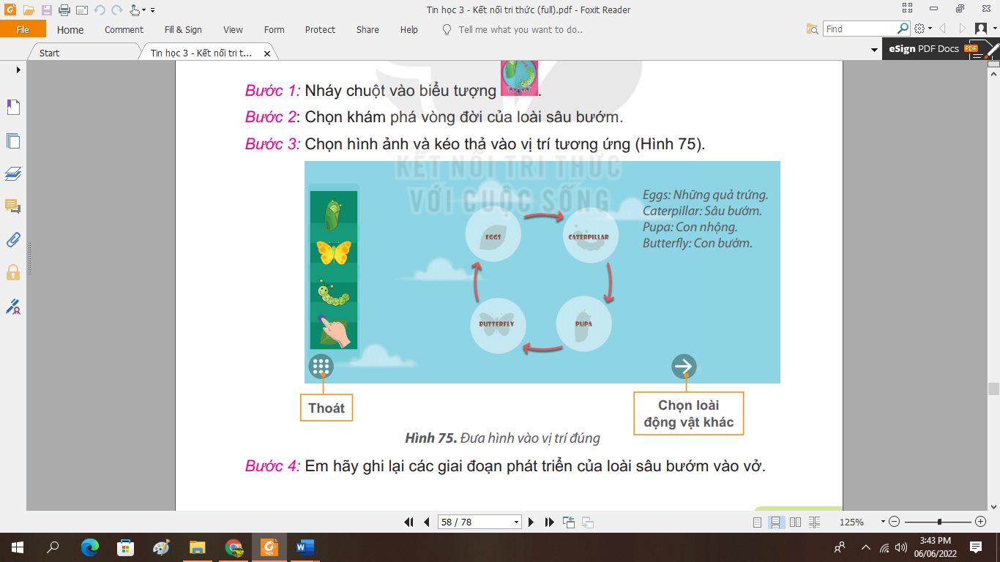 Tin học 3 - Kết nối tri thức (full).pdf - Foxit Reader
File Home Comment Fill & Sign View Form Protect Share Help Tell me what you want to do.. Find
Start Tin học 3 - Kết nối tri t... eSign PDF Docs PDF
Bước 1: Nháy chuột vào biểu tượng .
Bước 2: Chọn khám phá vòng đời của loài sâu bướm.
Bước 3: Chọn hình ảnh và kéo thả vào vị trí tương ứng (Hình 75).
KẾT NỐI TRI THỨC
VỚI CUỘC SỐNG
Eggs: Những quả trứng.
Caterpillar: Sâu bướm.
Pupa: Con nhộng.
Butterfly: Con bướm.
EGGS
CATERPILLAR
BUTTERFLY
PUPA
Thoát
Chọn loài
động vật khác
Hình 75. Đưa hình vào vị trí đúng
Bước 4: Em hãy ghi lại các giai đoạn phát triển của loài sâu bướm vào vở.
58 / 78
125%
PDF
W
3:43 PM
06/06/2022